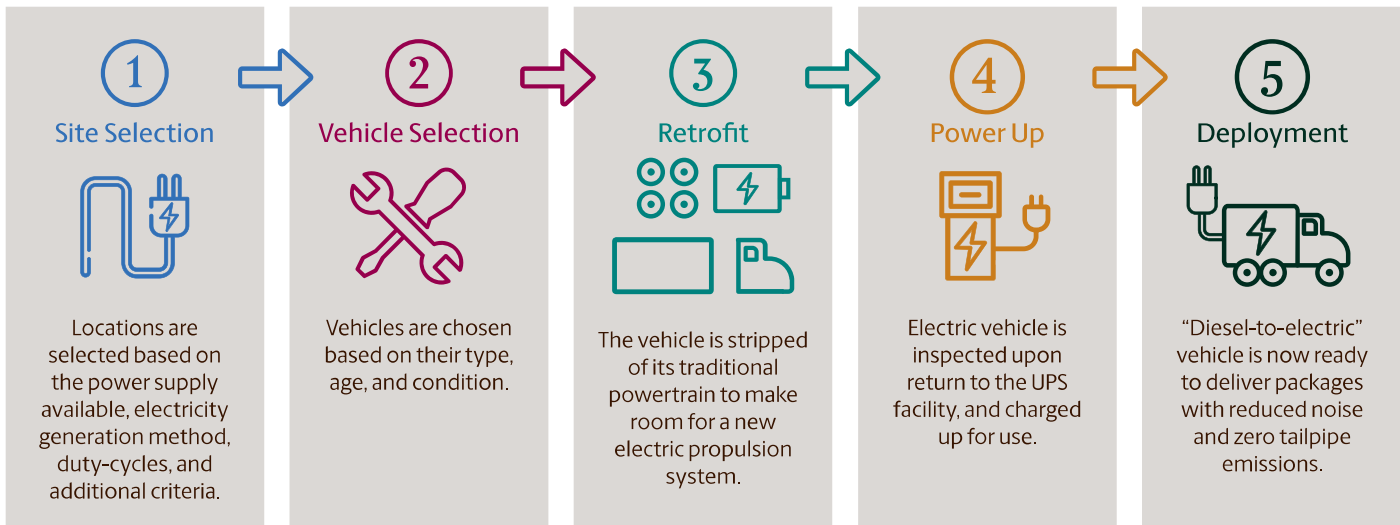 1
Site Selection
Locations are
selected based on
the power supply
available, electricity
generation method,
duty-cycles, and
additional criteria.
2
Vehicle Selection
Vehicles are chosen
based on their type,
age, and condition.
3
Retrofit
The vehicle is stripped
of its traditional
powertrain to make
room for a new
electric propulsion
system.
4
Power Up
Electric vehicle is
inspected upon
return to the UPS
facility, and charged
up for use.
5
Deployment
“Diesel-to-electric”
vehicle is now ready
to deliver packages
with reduced noise
and zero tailpipe
emissions.